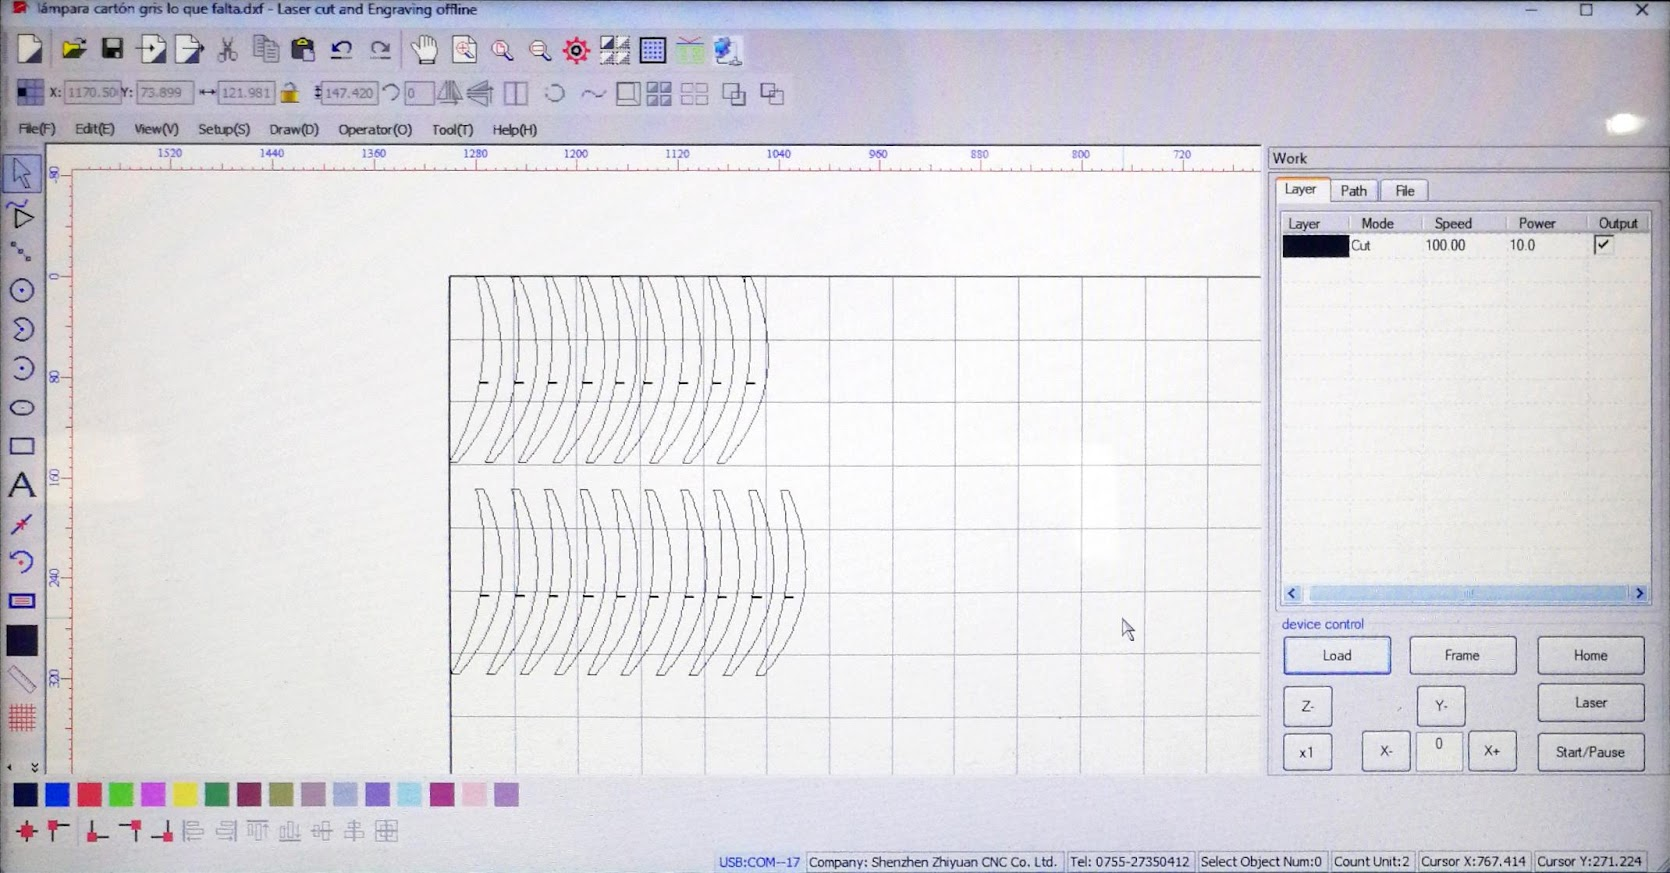 lámpara cartón gris lo que falta.dxf - Laser cut and Engraving offline
X: 1170.50 Y: 73.899 121.981 147.420 0
File(F) Edit(E) View(V) Setup(S) Draw(D) Operator(O) Tool(T) Help(H)
1520 1440 1360 1280 1200 1120 1040 960 880 800 720
-80
0
80
160
240
320
A
Work
Layer Path File
Layer Mode Speed Power Output
Cut 100.00 10.0
device control
Load Frame Home
Z- Y- Laser
x1 X- 0 X+ Start/Pause
USB:COM--17 Company: Shenzhen Zhiyuan CNC Co. Ltd. Tel: 0755-27350412 Select Object Num:0 Count Unit:2 Cursor X:767.414 Cursor Y:271.224